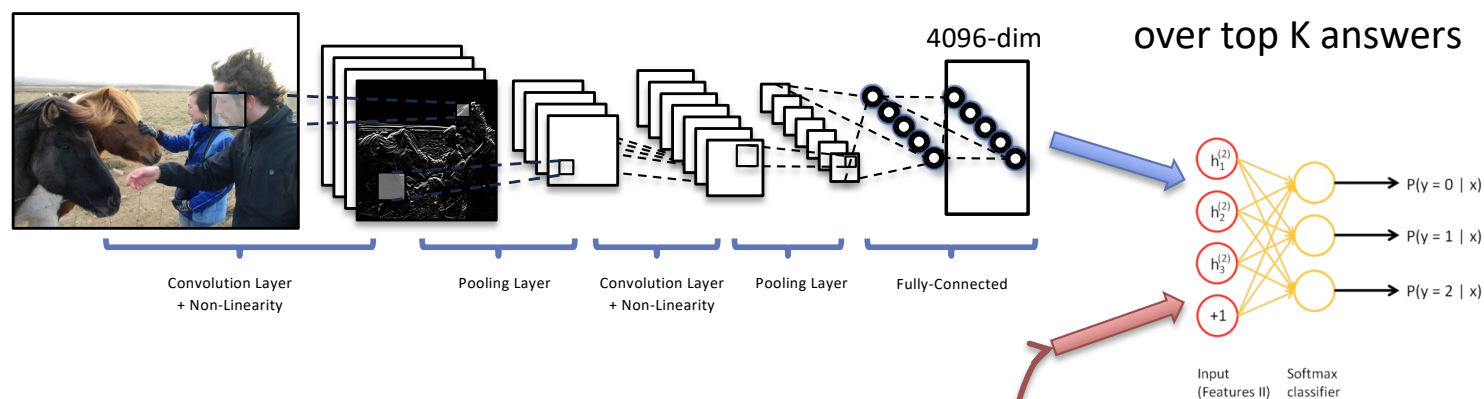 4096-dim
over top K answers
Convolution Layer
+ Non-Linearity
Pooling Layer
Convolution Layer
+ Non-Linearity
Pooling Layer
Fully-Connected
h₁⁽²⁾
h₂⁽²⁾
h₃⁽²⁾
+1
P(y = 0 | x)
P(y = 1 | x)
P(y = 2 | x)
Input
(Features II)
Softmax
classifier